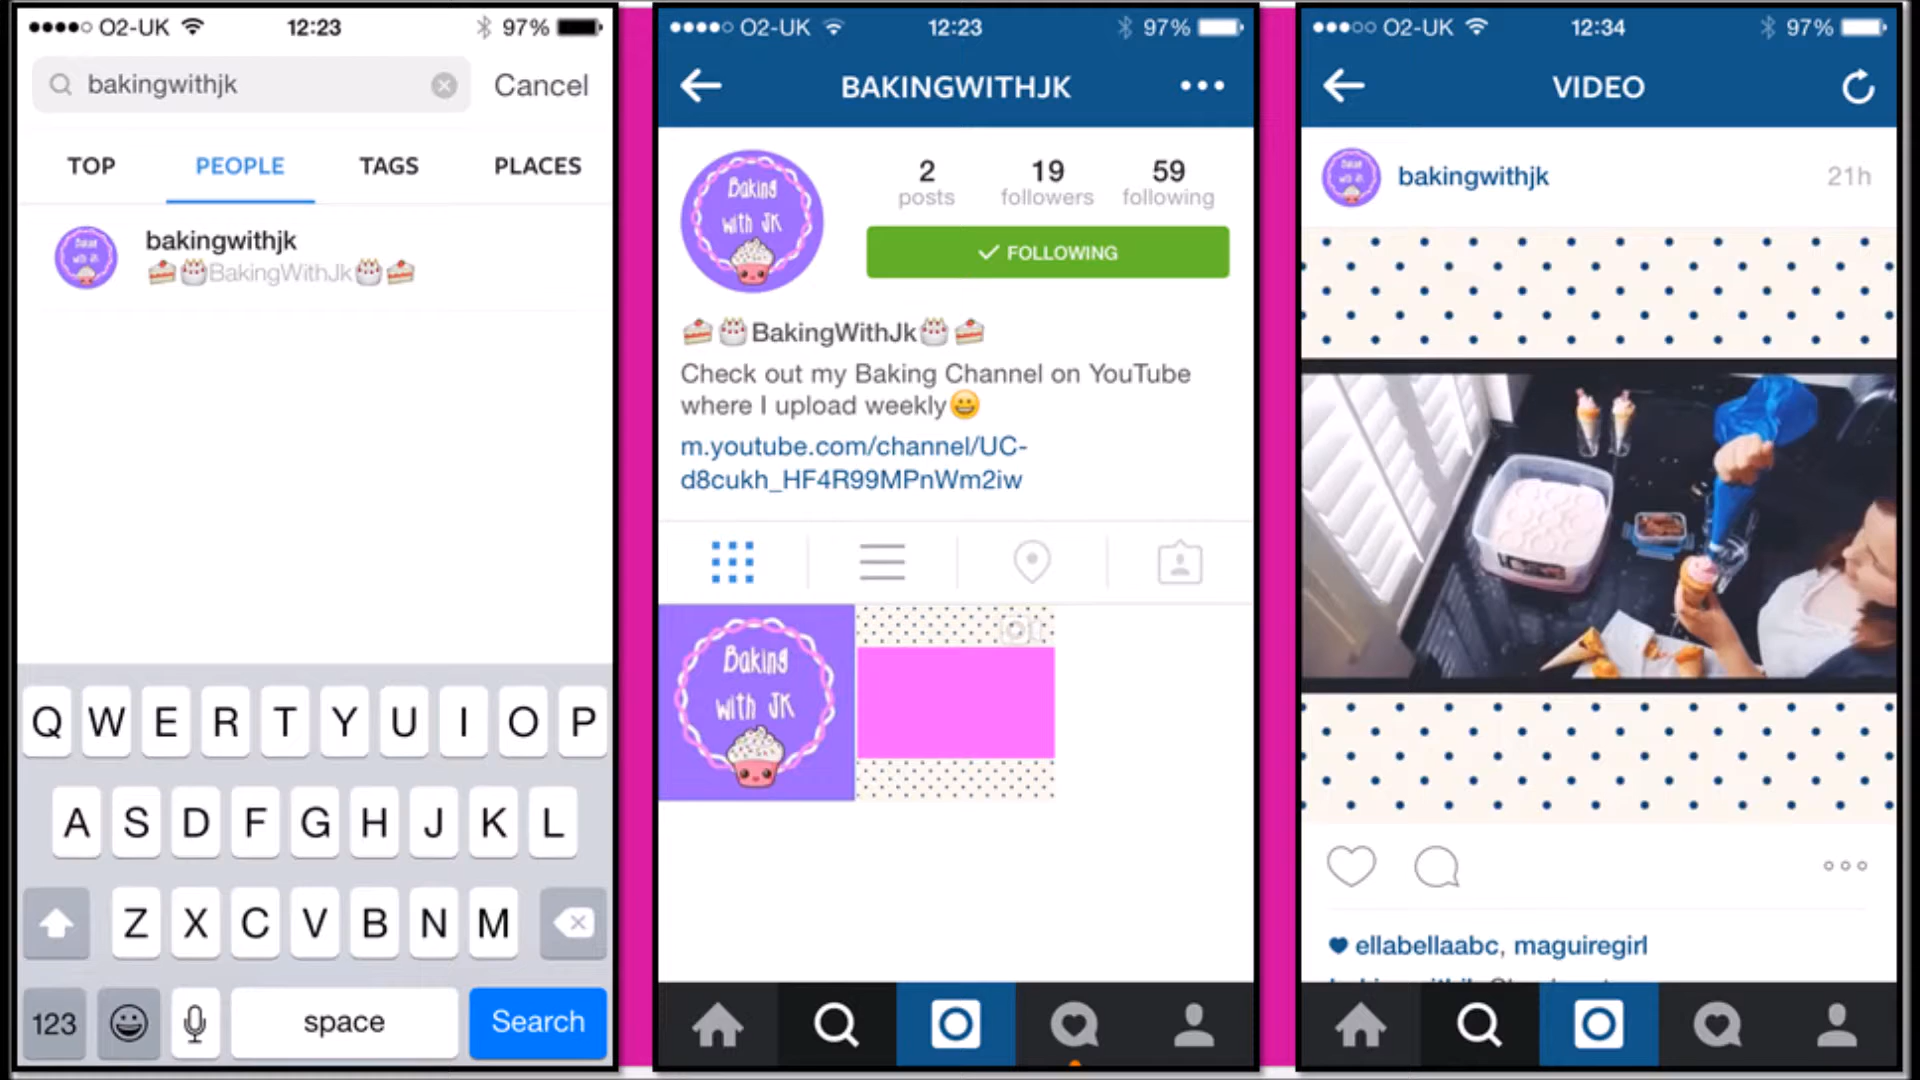 O2-UK 12:23 97%
bakingwithjk Cancel
TOP PEOPLE TAGS PLACES
bakingwithjk
🍰🎂BakingWithJk🎂🍰
Q W E R T Y U I O P
A S D F G H J K L
Z X C V B N M
123 space Search
O2-UK 12:23 97%
BAKINGWITHJK
Baking
with JK
2 19 59
posts followers following
✓ FOLLOWING
🍰🎂BakingWithJk🎂🍰
Check out my Baking Channel on YouTube
where I upload weekly😀
m.youtube.com/channel/UC-
d8cukh_HF4R99MPnWm2iw
Baking
with JK
O2-UK 12:34 97%
VIDEO
bakingwithjk 21h
ellabellaabc, maguiregirl